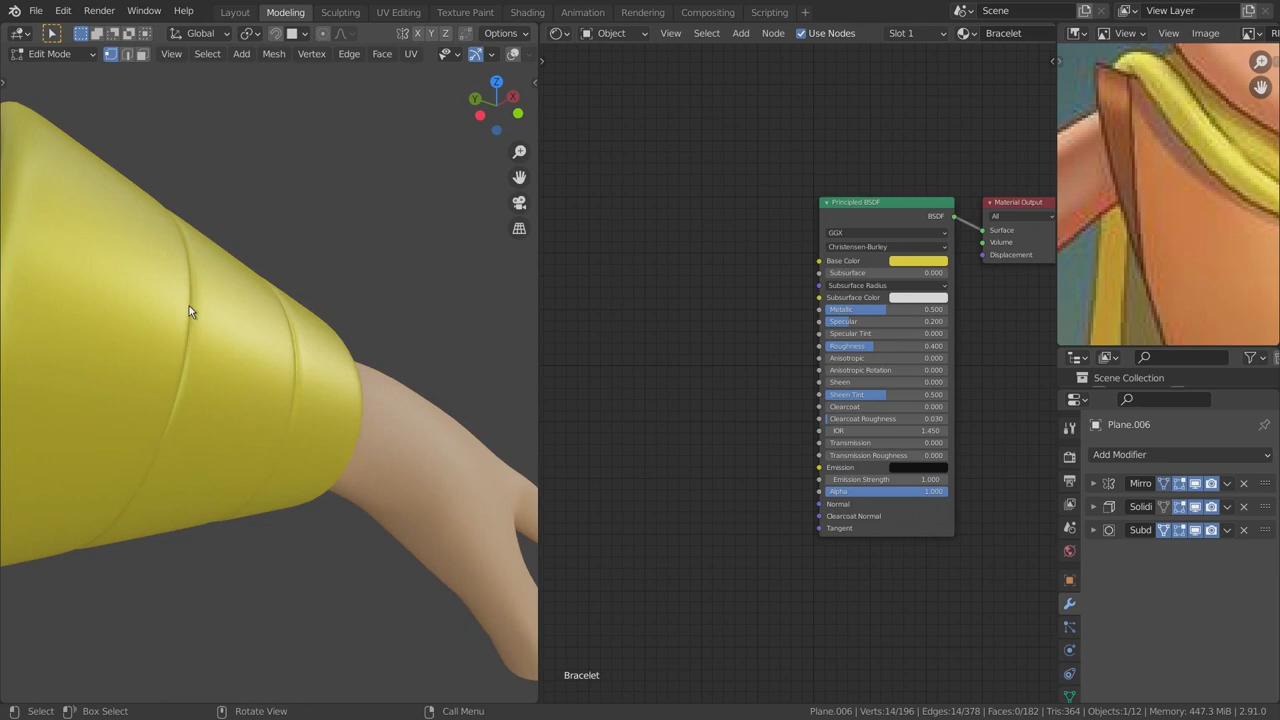 File Edit Render Window Help Layout Modeling Sculpting UV Editing Texture Paint Shading Animation Rendering Compositing Scripting + Scene View Layer
Global X Y Z Options Object View Select Add Node Use Nodes Slot 1 Bracelet View View Image
Edit Mode View Select Add Mesh Vertex Edge Face UV
Z
Y X
Principled BSDF
BSDF
GGX
Christensen-Burley
Base Color
Subsurface 0.000
Subsurface Radius
Subsurface Color
Metallic 0.500
Specular 0.200
Specular Tint 0.000
Roughness 0.400
Anisotropic 0.000
Anisotropic Rotation 0.000
Sheen 0.000
Sheen Tint 0.500
Clearcoat 0.000
Clearcoat Roughness 0.030
IOR 1.450
Transmission 0.000
Transmission Roughness 0.000
Emission
Emission Strength 1.000
Alpha 1.000
Normal
Clearcoat Normal
Tangent
Material Output
All
Surface
Volume
Displacement
Scene Collection
Plane.006
Add Modifier
Mirro
Solidi
Subd
Bracelet
Select Box Select Rotate View Call Menu Plane.006 | Verts:14/196 | Edges:14/378 | Faces:0/182 | Tris:364 | Objects:1/12 | Memory: 447.3 MiB | 2.91.0